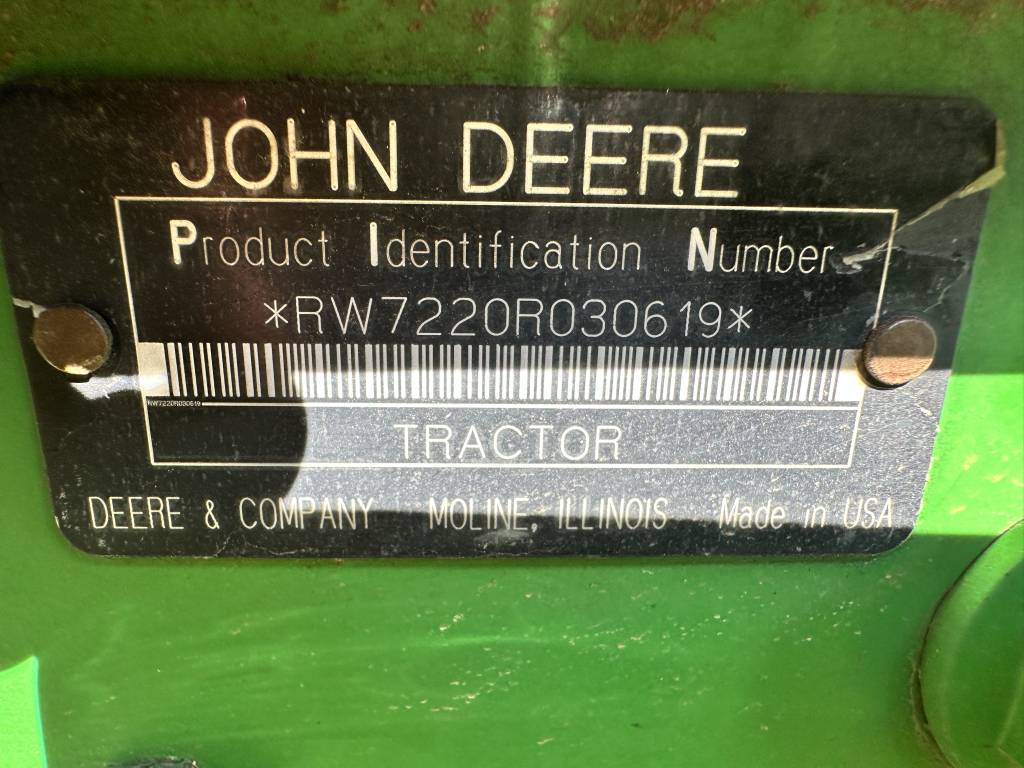 JOHN DEERE
Product Identification Number
*RW7220R030619*
RW7220R030619
TRACTOR
DEERE & COMPANY MOLINE, ILLINOIS Made in USA